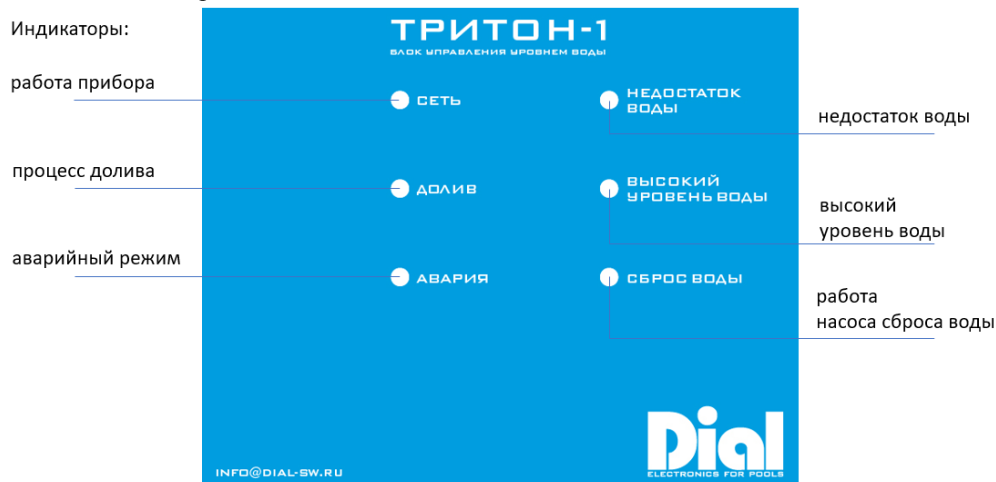 Индикаторы:
ТРИТОН-1
БЛОК УПРАВЛЕНИЯ УРОВНЕМ ВОДЫ
работа прибора
СЕТЬ
НЕДОСТАТОК
ВОДЫ
недостаток воды
процесс долива
ДОЛИВ
ВЫСОКИЙ
УРОВЕНЬ ВОДЫ
высокий
уровень воды
аварийный режим
АВАРИЯ
СБРОС ВОДЫ
работа
насоса сброса воды
Dial
ELECTRONICS FOR POOLS
INFO@DIAL-SW.RU